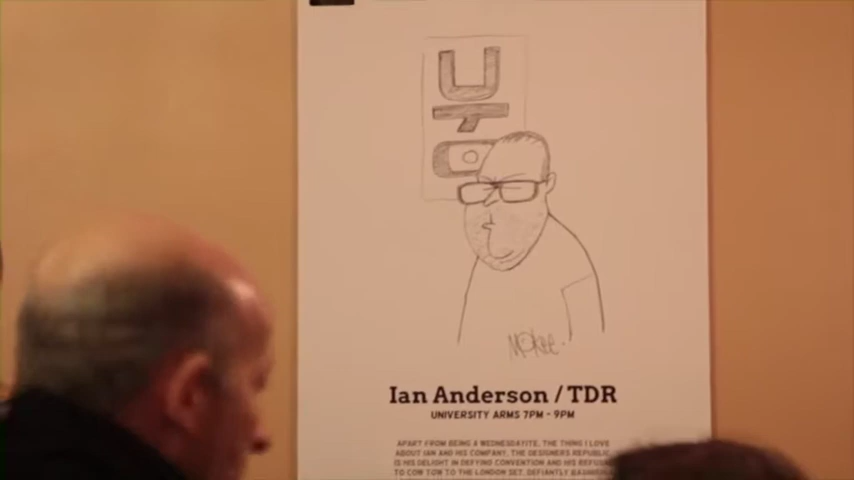 McKee.
Ian Anderson / TDR
UNIVERSITY ARMS 7PM - 9PM
APART FROM BEING A WEDNESDAYITE, THE THING I LOVE
ABOUT IAN AND HIS COMPANY, THE DESIGNERS REPUBLIC,
IS HIS DELIGHT IN DEFYING CONVENTION AND HIS
TO COW TOW TO THE LONDON SET, DEFIANTLY